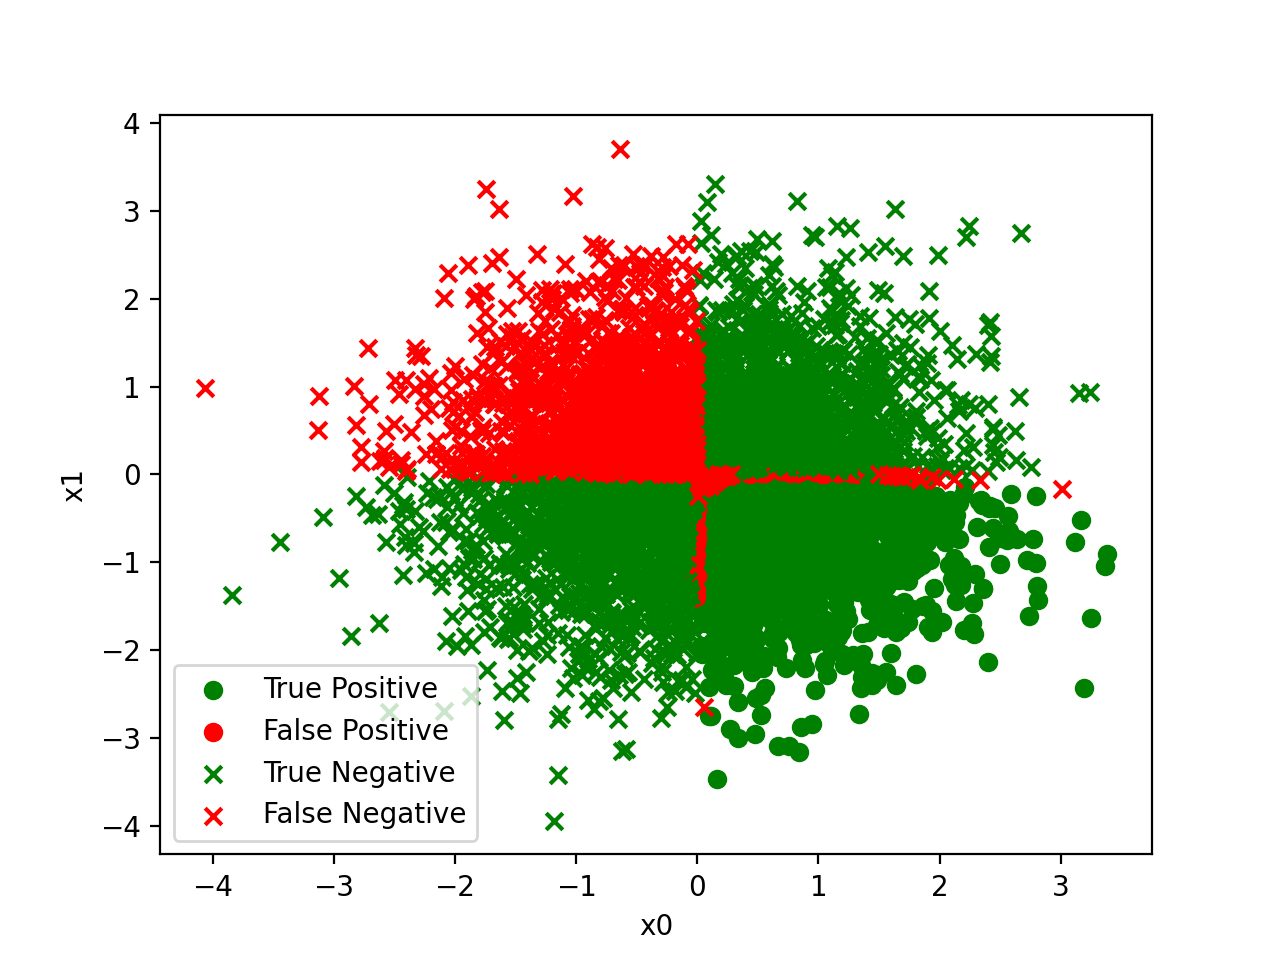 4
3
2
1
0
−1
−2
−3
−4
x1
True Positive
False Positive
True Negative
False Negative
−4 −3 −2 −1 0 1 2 3
x0